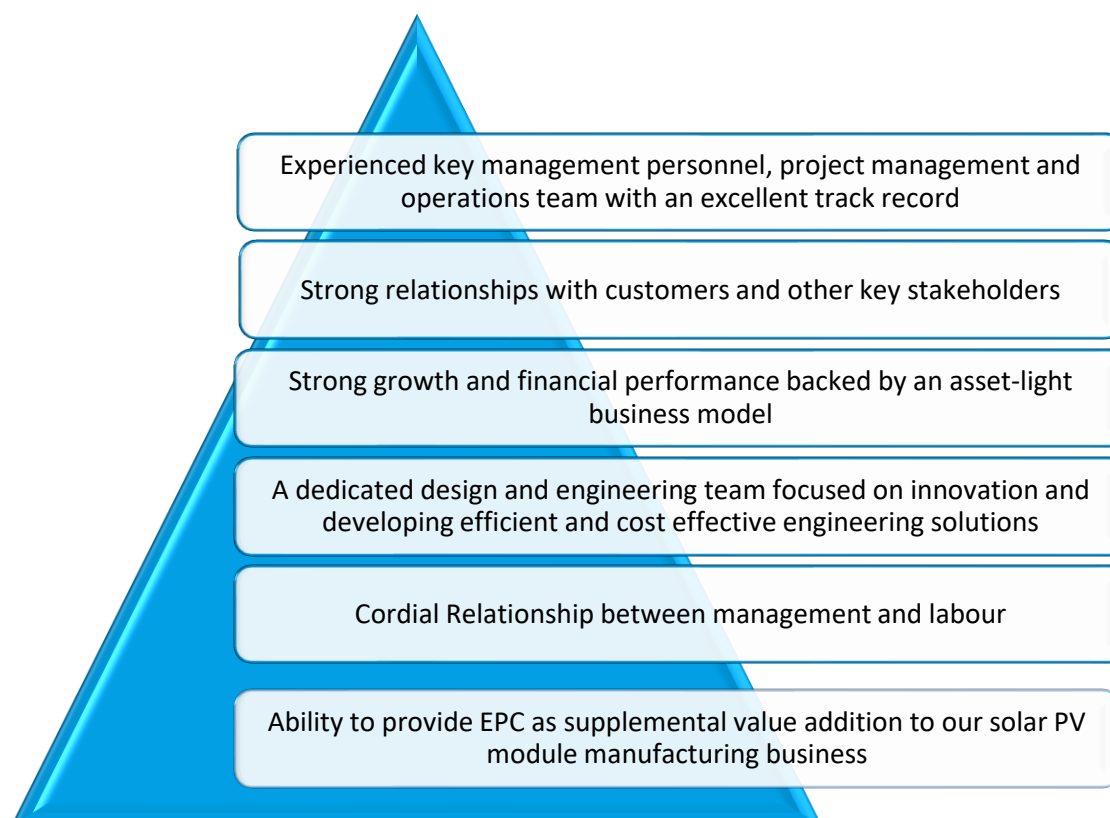 Experienced key management personnel, project management and
operations team with an excellent track record
Strong relationships with customers and other key stakeholders
Strong growth and financial performance backed by an asset-light
business model
A dedicated design and engineering team focused on innovation and
developing efficient and cost effective engineering solutions
Cordial Relationship between management and labour
Ability to provide EPC as supplemental value addition to our solar PV
module manufacturing business